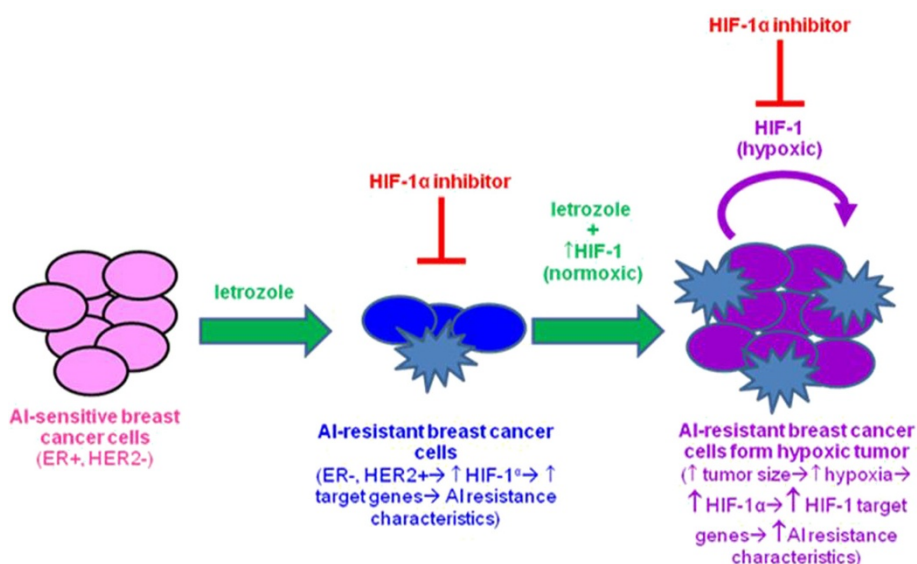 HIF-1α inhibitor
HIF-1
(hypoxic)
HIF-1α inhibitor
letrozole
+
↑HIF-1
(normoxic)
letrozole
AI-sensitive breast
cancer cells
(ER+, HER2-)
AI-resistant breast cancer
cells
(ER-, HER2+→ ↑ HIF-1α→ ↑
target genes→ AI resistance
characteristics)
AI-resistant breast cancer
cells form hypoxic tumor
(↑ tumor size→↑ hypoxia→
↑HIF-1α→↑ HIF-1 target
genes→ ↑AI resistance
characteristics)